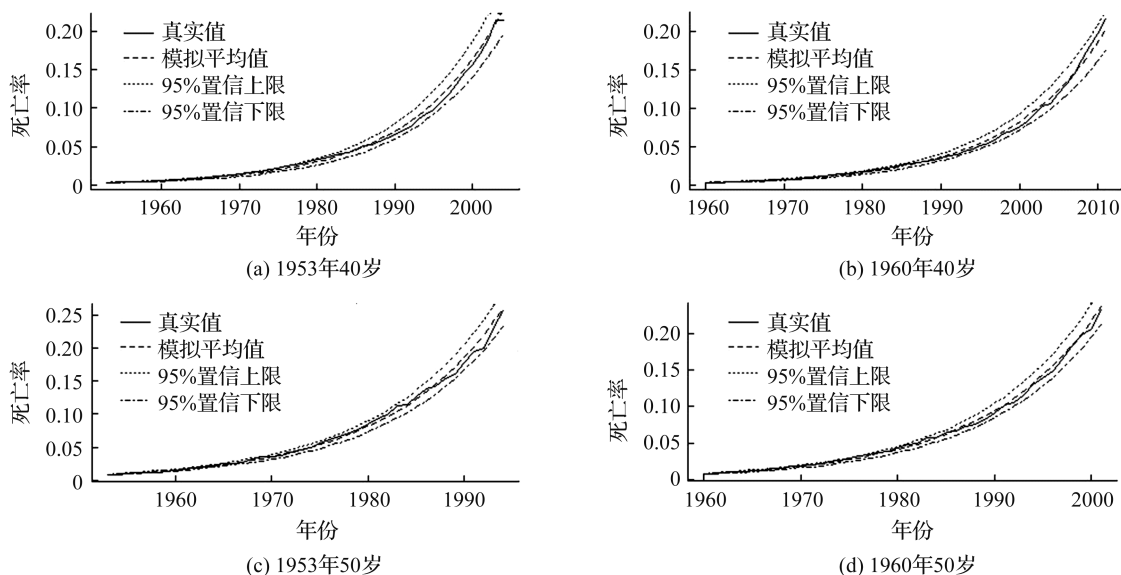 0.20
0.15
0.10
0.05
0
死亡率
真实值
模拟平均值
95%置信上限
95%置信下限
1960
1970
1980
1990
2000
年份
(a) 1953年40岁
0.20
0.15
0.10
0.05
0
死亡率
真实值
模拟平均值
95%置信上限
95%置信下限
1960
1970
1980
1990
2000
2010
年份
(b) 1960年40岁
0.25
0.20
0.15
0.10
0.05
0
死亡率
真实值
模拟平均值
95%置信上限
95%置信下限
1960
1970
1980
1990
年份
(c) 1953年50岁
0.20
0.15
0.10
0.05
0
死亡率
真实值
模拟平均值
95%置信上限
95%置信下限
1960
1970
1980
1990
2000
年份
(d) 1960年50岁